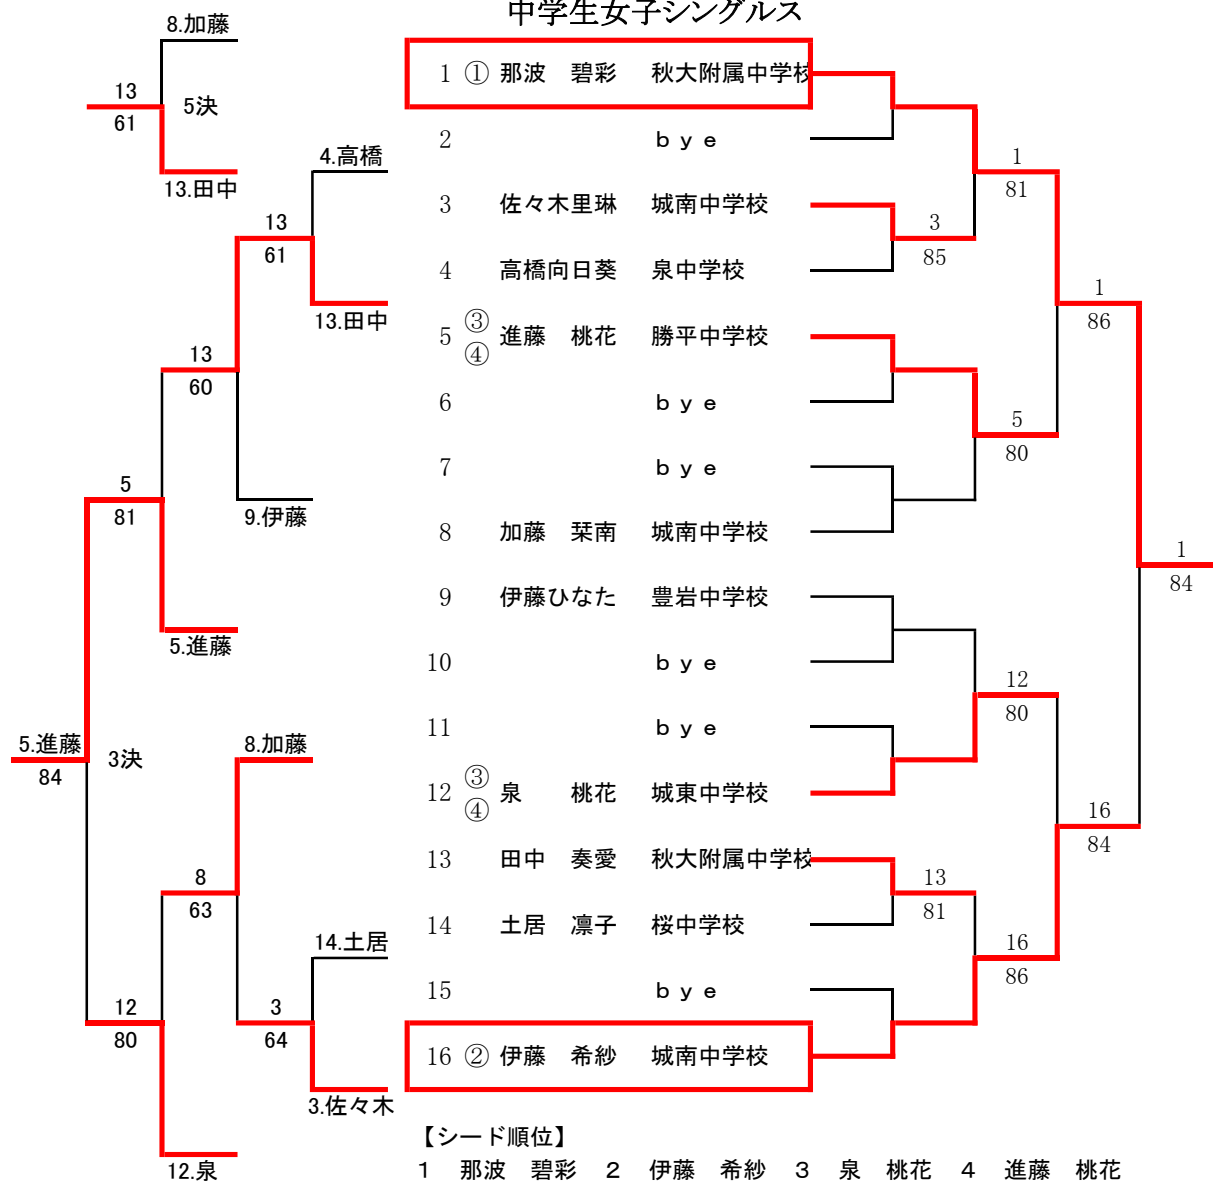 中学生女子シングルス
8.加藤
13
61
5決
13.田中
4.高橋
13
61
13.田中
13
60
9.伊藤
5
81
5.進藤
5.進藤
84
3決
8.加藤
8
63
14.土居
3
64
3.佐々木
12
80
12.泉
1 ① 那波 碧彩 秋大附属中学校
2 bye
3 佐々木里琳 城南中学校
4 高橋向日葵 泉中学校
5 ③④ 進藤 桃花 勝平中学校
6 bye
7 bye
8 加藤 栞南 城南中学校
9 伊藤ひなた 豊岩中学校
10 bye
11 bye
12 ③④ 泉 桃花 城東中学校
13 田中 奏愛 秋大附属中学校
14 土居 凛子 桜中学校
15 bye
16 ② 伊藤 希紗 城南中学校
3
85
13
81
1
81
5
80
12
80
16
86
1
86
16
84
1
84
【シード順位】
1 那波 碧彩 2 伊藤 希紗 3 泉 桃花 4 進藤 桃花